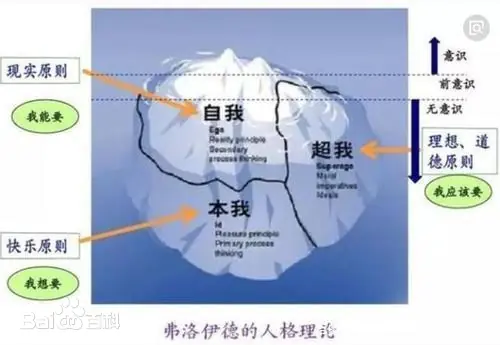 现实原则
我能要
自我
Ego
Reality principle
Secondary
process thinking
意识
前意识
无意识
超我
Superego
Moral
imperatives
Ideals
理想、道
德原则
我应该要
本我
Id
Pleasure principle
Primary process
thinking
快乐原则
我想要
Bai百科
弗洛伊德的人格理论